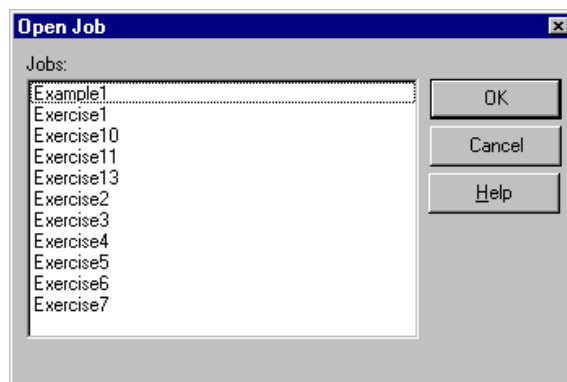 Open Job
Jobs:
Example1
Exercise1
Exercise10
Exercise11
Exercise13
Exercise2
Exercise3
Exercise4
Exercise5
Exercise6
Exercise7
OK
Cancel
Help